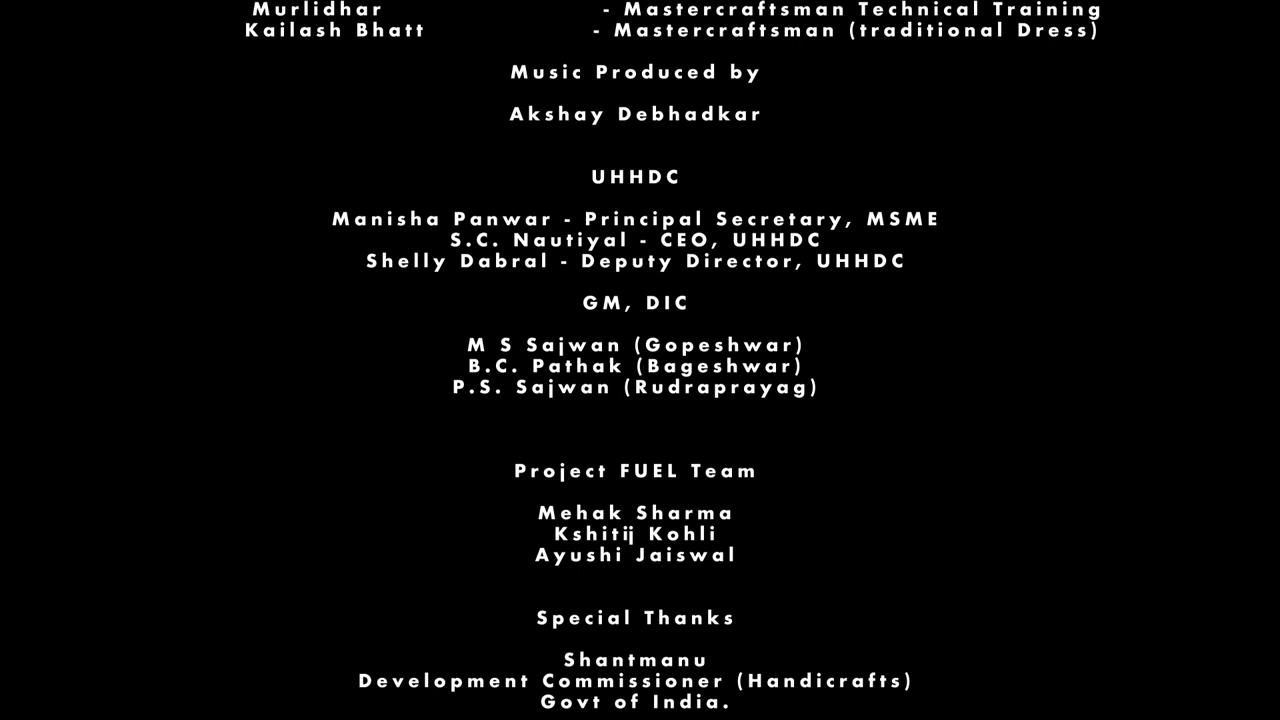 Murlidhar - Mastercraftsman Technical Training
Kailash Bhatt - Mastercraftsman (traditional Dress)
Music Produced by
Akshay Debhadkar
UHHDC
Manisha Panwar - Principal Secretary, MSME
S.C. Nautiyal - CEO, UHHDC
Shelly Dabral - Deputy Director, UHHDC
GM, DIC
M S Sajwan (Gopeshwar)
B.C. Pathak (Bageshwar)
P.S. Sajwan (Rudraprayag)
Project FUEL Team
Mehak Sharma
Kshitij Kohli
Ayushi Jaiswal
Special Thanks
Shantmanu
Development Commissioner (Handicrafts)
Govt of India.